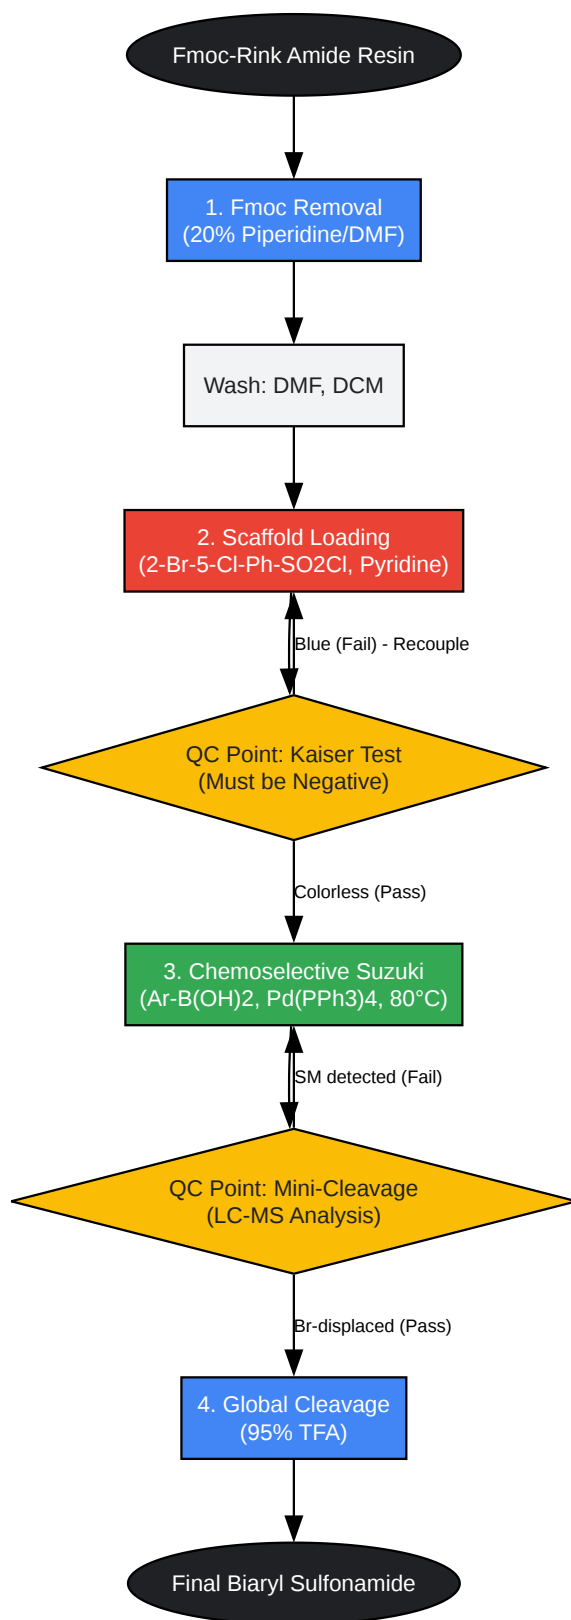 Fmoc-Rink Amide Resin
1. Fmoc Removal
(20% Piperidine/DMF)
Wash: DMF, DCM
2. Scaffold Loading
(2-Br-5-Cl-Ph-SO2Cl, Pyridine)
Blue (Fail) - Recouple
QC Point: Kaiser Test
(Must be Negative)
Colorless (Pass)
3. Chemoselective Suzuki
(Ar-B(OH)2, Pd(PPh3)4, 80°C)
SM detected (Fail)
QC Point: Mini-Cleavage
(LC-MS Analysis)
Br-displaced (Pass)
4. Global Cleavage
(95% TFA)
Final Biaryl Sulfonamide